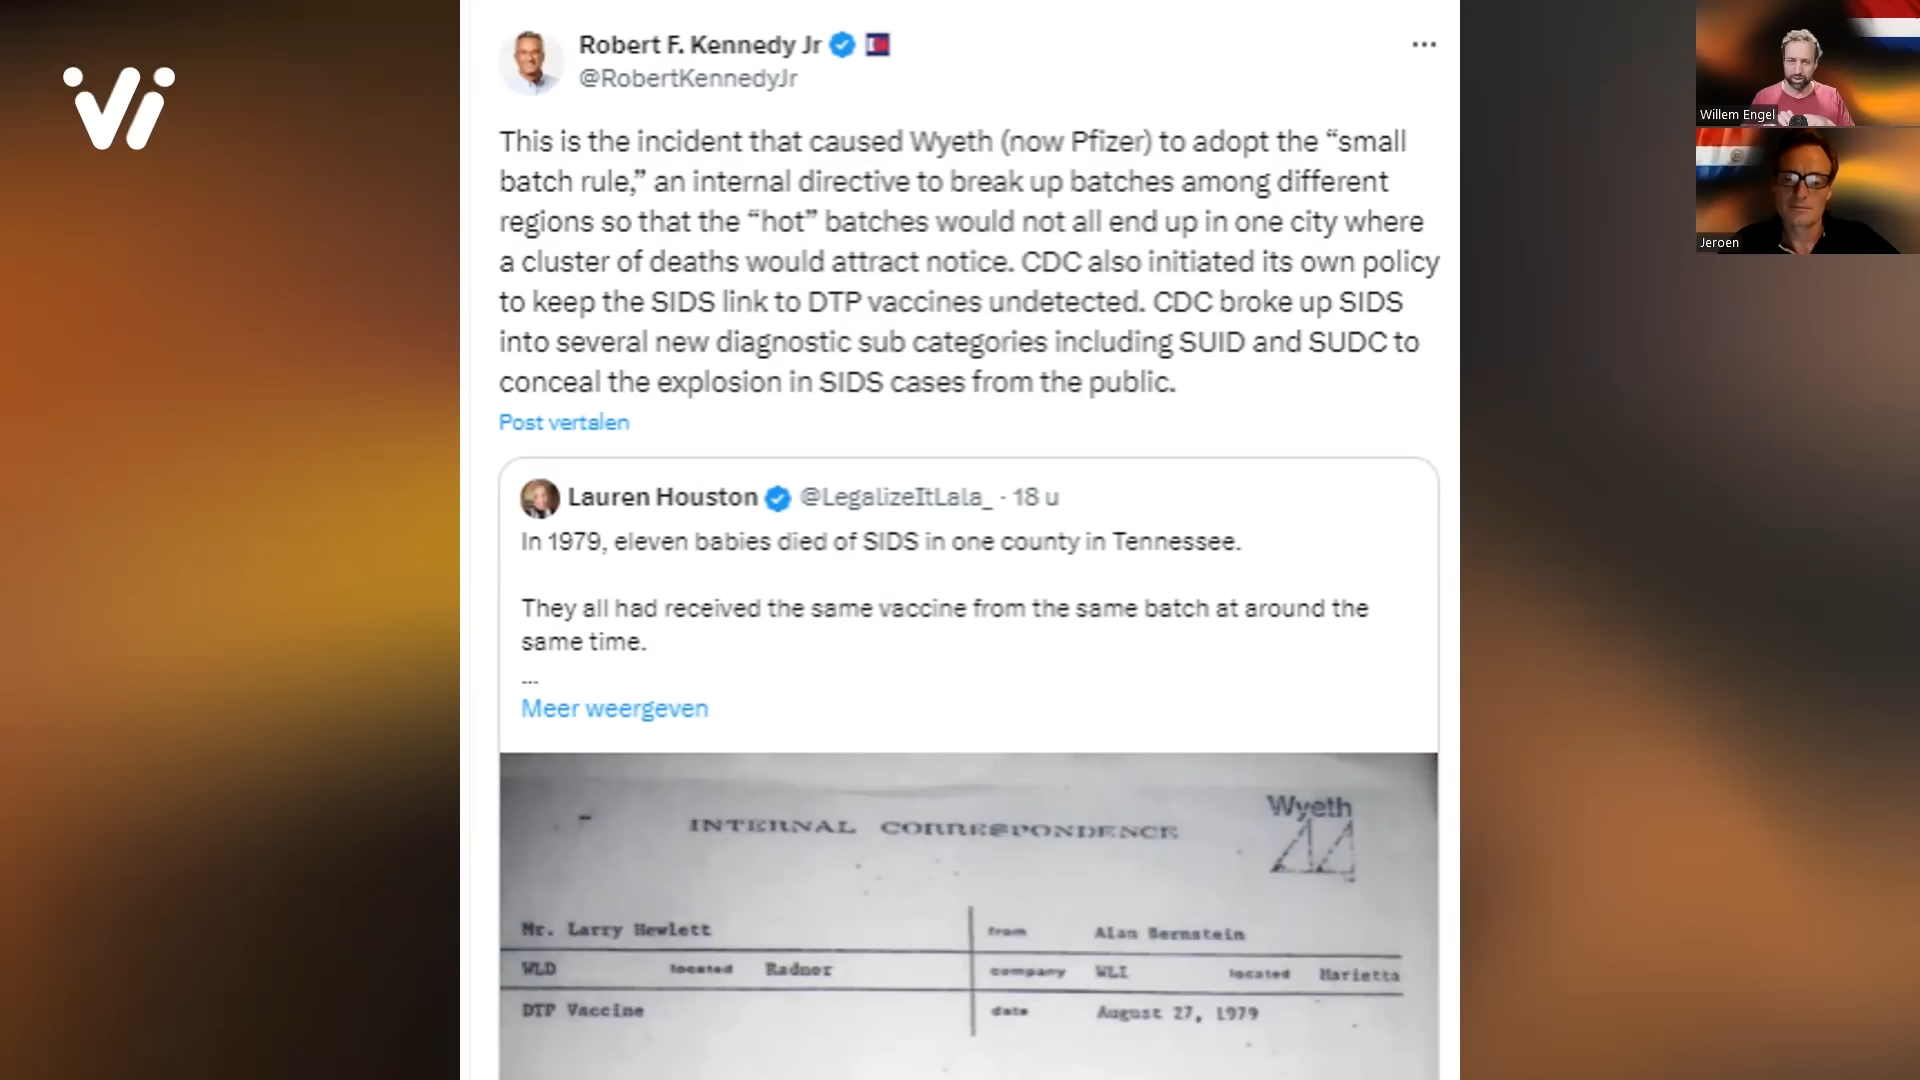 Vi
Robert F. Kennedy Jr
@RobertKennedyJr
This is the incident that caused Wyeth (now Pfizer) to adopt the “small
batch rule,” an internal directive to break up batches among different
regions so that the “hot” batches would not all end up in one city where
a cluster of deaths would attract notice. CDC also initiated its own policy
to keep the SIDS link to DTP vaccines undetected. CDC broke up SIDS
into several new diagnostic sub categories including SUID and SUDC to
conceal the explosion in SIDS cases from the public.
Post vertalen
Lauren Houston @LegalizeItLala_ · 18 u
In 1979, eleven babies died of SIDS in one county in Tennessee.
They all had received the same vaccine from the same batch at around the
same time.
...
Meer weergeven
Wyeth
INTERNAL CORRESPONDENCE
Mr. Larry Hewlett from Alan Bernstein
WLD located Radnor company WLI located Marietta
DTP Vaccine date August 27, 1979
Willem Engel
Jeroen